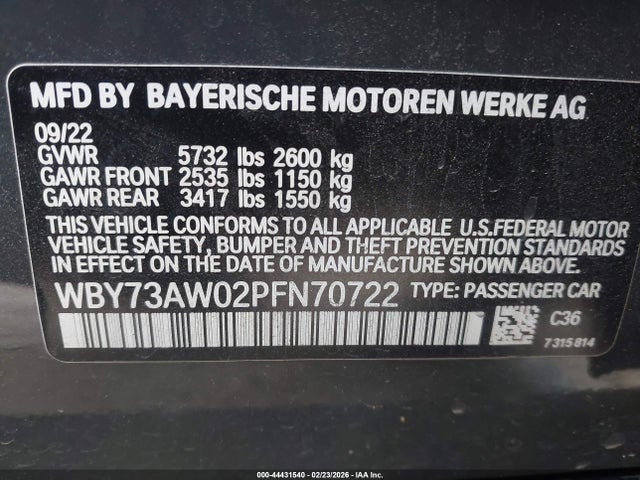 MFD BY BAYERISCHE MOTOREN WERKE AG
09/22
GVWR 5732 lbs 2600 kg
GAWR FRONT 2535 lbs 1150 kg
GAWR REAR 3417 lbs 1550 kg
THIS VEHICLE CONFORMS TO ALL APPLICABLE U.S.FEDERAL MOTOR
VEHICLE SAFETY, BUMPER AND THEFT PREVENTION STANDARDS
IN EFFECT ON THE DATE OF MANUFACTURE SHOWN ABOVE.
WBY73AW02PFN70722 TYPE: PASSENGER CAR
C36
7 315 814
000-44431540 - 02/23/2026 - IAA Inc.